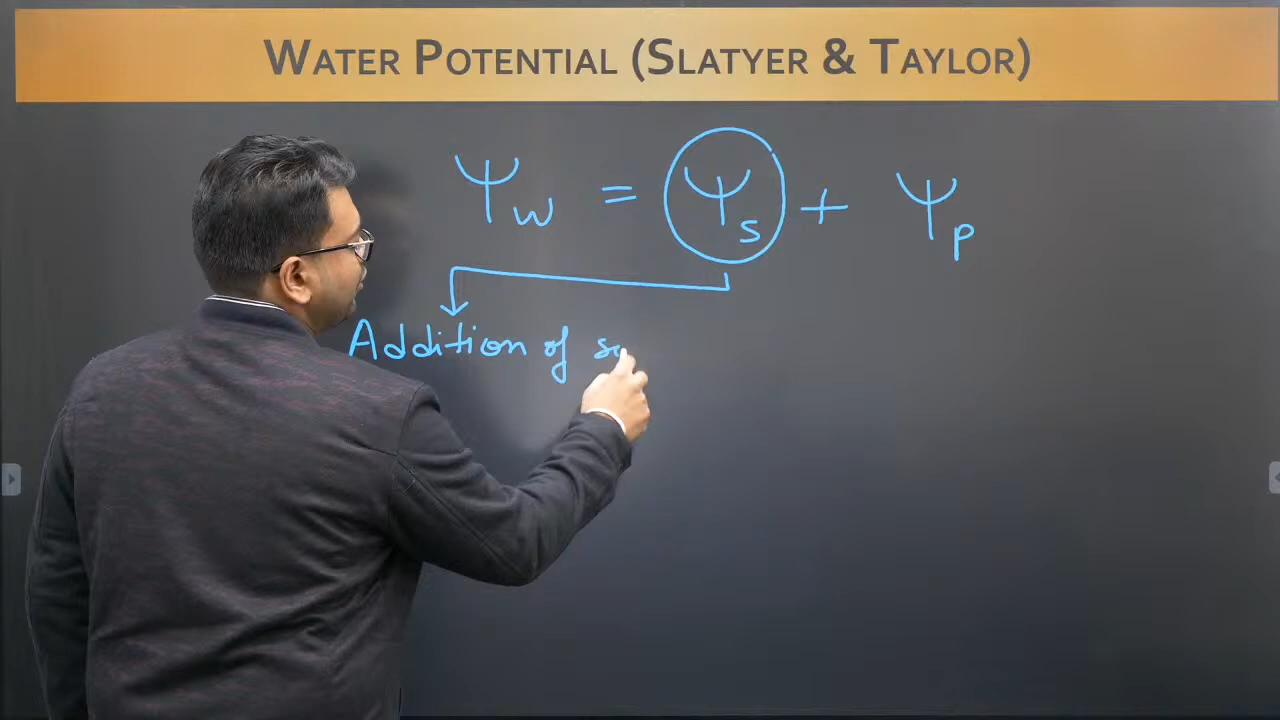 WATER POTENTIAL (SLATYER & TAYLOR)
Ψw = Ψs + Ψp
Addition of